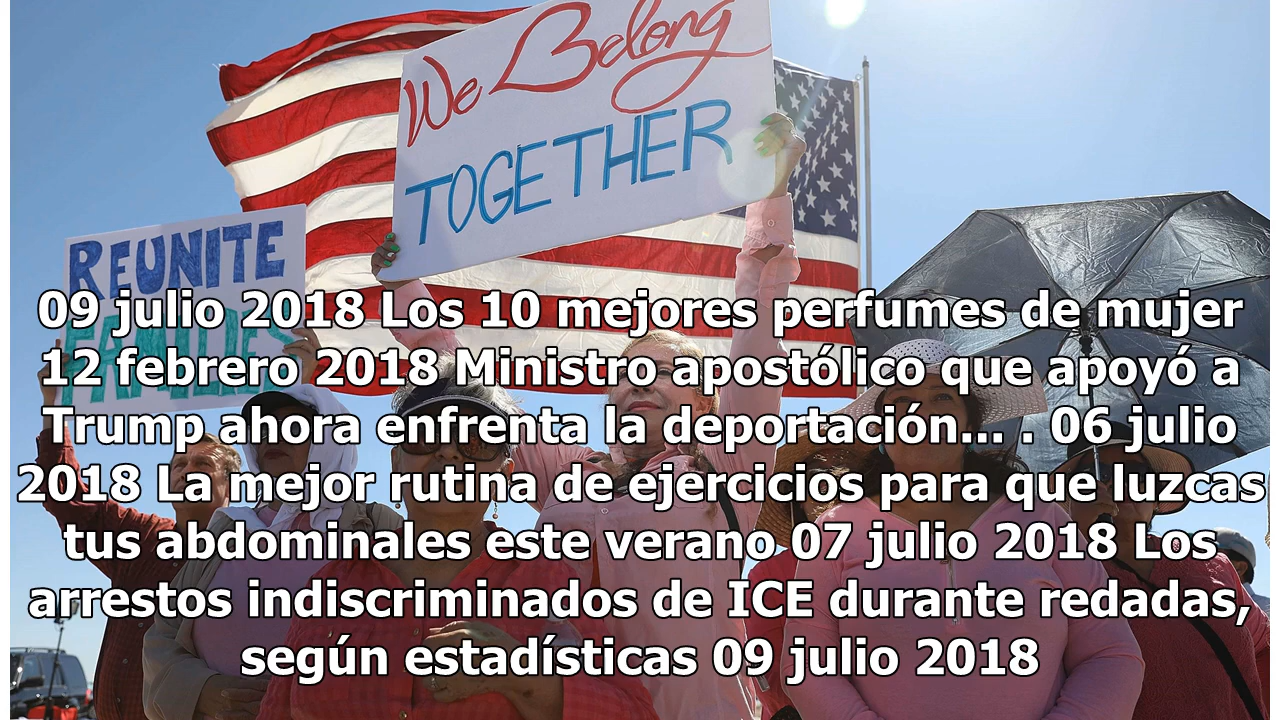 We Belong
TOGETHER
REUNITE
FAMILIES
09 julio 2018 Los 10 mejores perfumes de mujer
12 febrero 2018 Ministro apostólico que apoyó a
Trump ahora enfrenta la deportación... . 06 julio
2018 La mejor rutina de ejercicios para que luzcas
tus abdominales este verano 07 julio 2018 Los
arrestos indiscriminados de ICE durante redadas,
según estadísticas 09 julio 2018